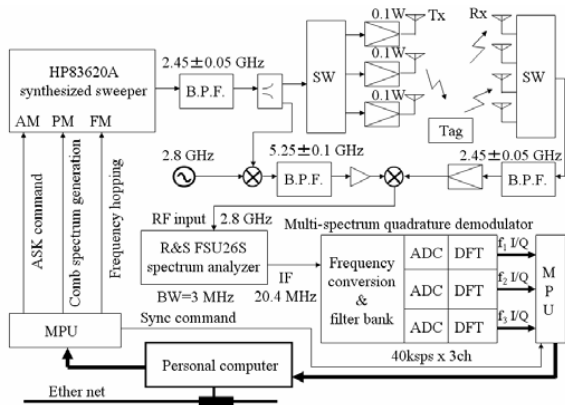 0.1W Tx Rx
HP83620A
synthesized sweeper
2.45±0.05 GHz
B.P.F.
SW
0.1W
0.1W
SW
AM PM FM
Tag
2.8 GHz
5.25±0.1 GHz
B.P.F.
2.45±0.05 GHz
B.P.F.
ASK command
Comb spectrum generation
Frequency hopping
RF input
2.8 GHz
Multi-spectrum quadrature demodulator
R&S FSU26S
spectrum analyzer
BW=3 MHz
IF
20.4 MHz
Frequency
conversion
&
filter bank
ADC DFT f1 I/Q
ADC DFT f2 I/Q
ADC DFT f3 I/Q
MPU
MPU
Sync command
40ksps x 3ch
Personal computer
Ether net